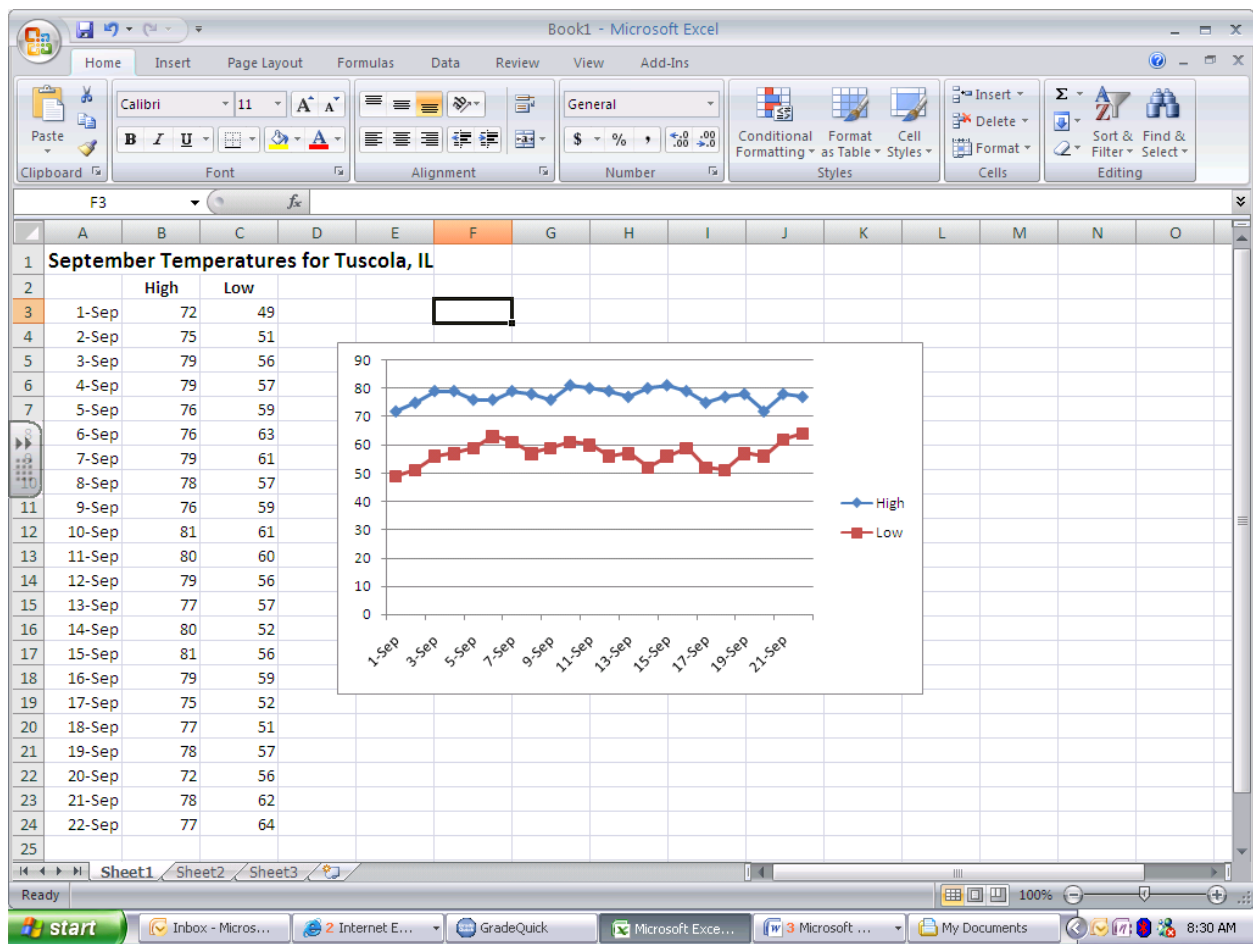 Book1 - Microsoft Excel
Home Insert Page Layout Formulas Data Review View Add-Ins
Paste
Clipboard
Calibri 11 A A
B I U A
Font
Alignment
General
$ % , .0 .00 .00 .0
Number
Conditional Formatting
Format as Table
Cell Styles
Styles
Insert
Delete
Format
Cells
Σ
Sort & Filter
Find & Select
Editing
F3 fx
A B C D E F G H I J K L M N O
1 September Temperatures for Tuscola, IL
2 High Low
3 1-Sep 72 49
4 2-Sep 75 51
5 3-Sep 79 56
6 4-Sep 79 57
7 5-Sep 76 59
8 6-Sep 76 63
9 7-Sep 79 61
10 8-Sep 78 57
11 9-Sep 76 59
12 10-Sep 81 61
13 11-Sep 80 60
14 12-Sep 79 56
15 13-Sep 77 57
16 14-Sep 80 52
17 15-Sep 81 56
18 16-Sep 79 59
19 17-Sep 75 52
20 18-Sep 77 51
21 19-Sep 78 57
22 20-Sep 72 56
23 21-Sep 78 62
24 22-Sep 77 64
25
90
80
70
60
50
40
30
20
10
0
1-Sep 3-Sep 5-Sep 7-Sep 9-Sep 11-Sep 13-Sep 15-Sep 17-Sep 19-Sep 21-Sep
High
Low
Sheet1 Sheet2 Sheet3
Ready 100%
start Inbox - Micros... 2 Internet E... GradeQuick Microsoft Exce... 3 Microsoft ... My Documents 8:30 AM